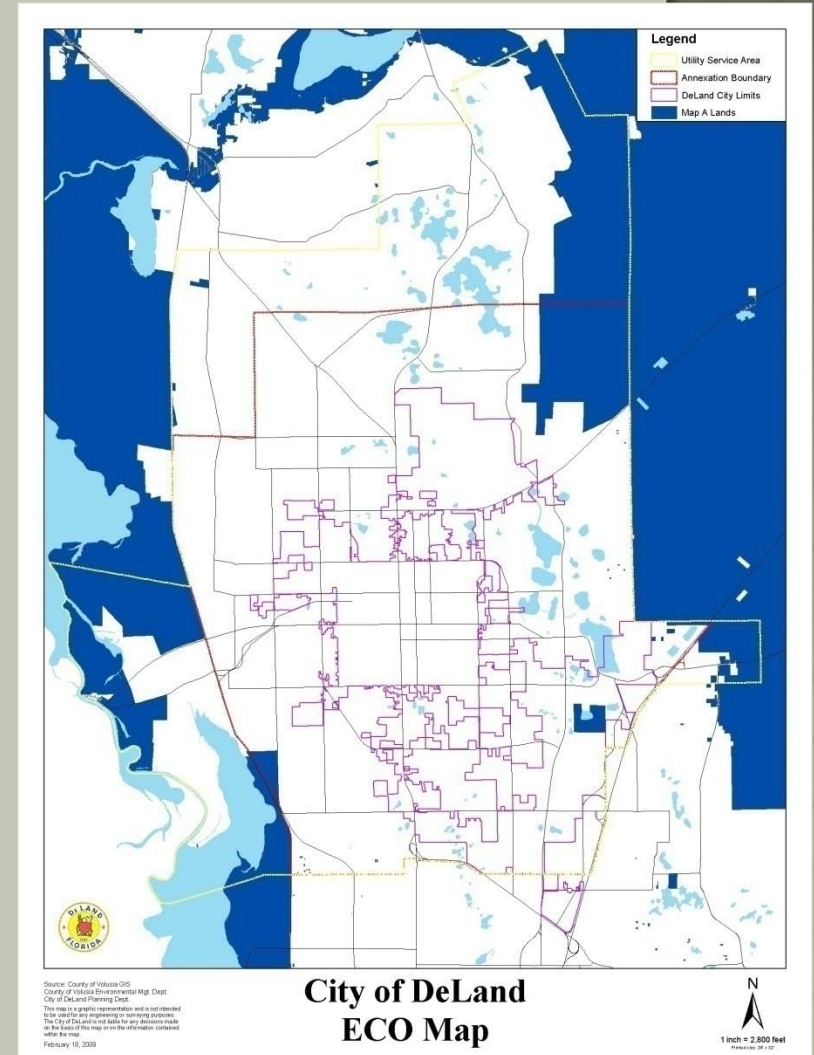 Legend
Utility Service Area
Annexation Boundary
DeLand City Limits
Map A Lands
DELAND
FLORIDA
Source: County of Volusia GIS
County of Volusia Environmental Mgt. Dept.
City of DeLand Planning Dept.
This map is a graphic representation and is not intended
to be used for any engineering or surveying purposes.
The City of DeLand is not liable for any decisions made
on the basis of this map or on the information contained
within the map.
February 18, 2009
City of DeLand
ECO Map
N
1 inch = 2,800 feet